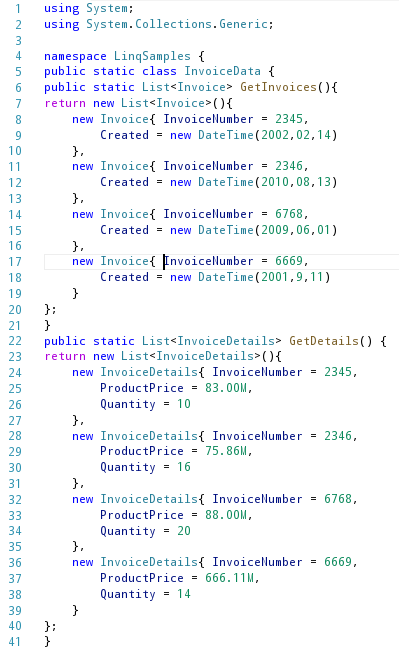 1 using System;
2 using System.Collections.Generic;
3
4 namespace LinqSamples {
5 public static class InvoiceData {
6 public static List<Invoice> GetInvoices(){
7 return new List<Invoice>(){
8 new Invoice{ InvoiceNumber = 2345,
9 Created = new DateTime(2002,02,14)
10 },
11 new Invoice{ InvoiceNumber = 2346,
12 Created = new DateTime(2010,08,13)
13 },
14 new Invoice{ InvoiceNumber = 6768,
15 Created = new DateTime(2009,06,01)
16 },
17 new Invoice{ InvoiceNumber = 6669,
18 Created = new DateTime(2001,9,11)
19 }
20 };
21 }
22 public static List<InvoiceDetails> GetDetails() {
23 return new List<InvoiceDetails>(){
24 new InvoiceDetails{ InvoiceNumber = 2345,
25 ProductPrice = 83.00M,
26 Quantity = 10
27 },
28 new InvoiceDetails{ InvoiceNumber = 2346,
29 ProductPrice = 75.86M,
30 Quantity = 16
31 },
32 new InvoiceDetails{ InvoiceNumber = 6768,
33 ProductPrice = 88.00M,
34 Quantity = 20
35 },
36 new InvoiceDetails{ InvoiceNumber = 6669,
37 ProductPrice = 666.11M,
38 Quantity = 14
39 }
40 };
41 }